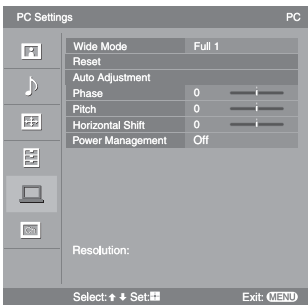 PC Settings PC
Wide Mode Full 1
Reset
Auto Adjustment
Phase 0
Pitch 0
Horizontal Shift 0
Power Management Off
Resolution:
Select: Set: Exit: MENU